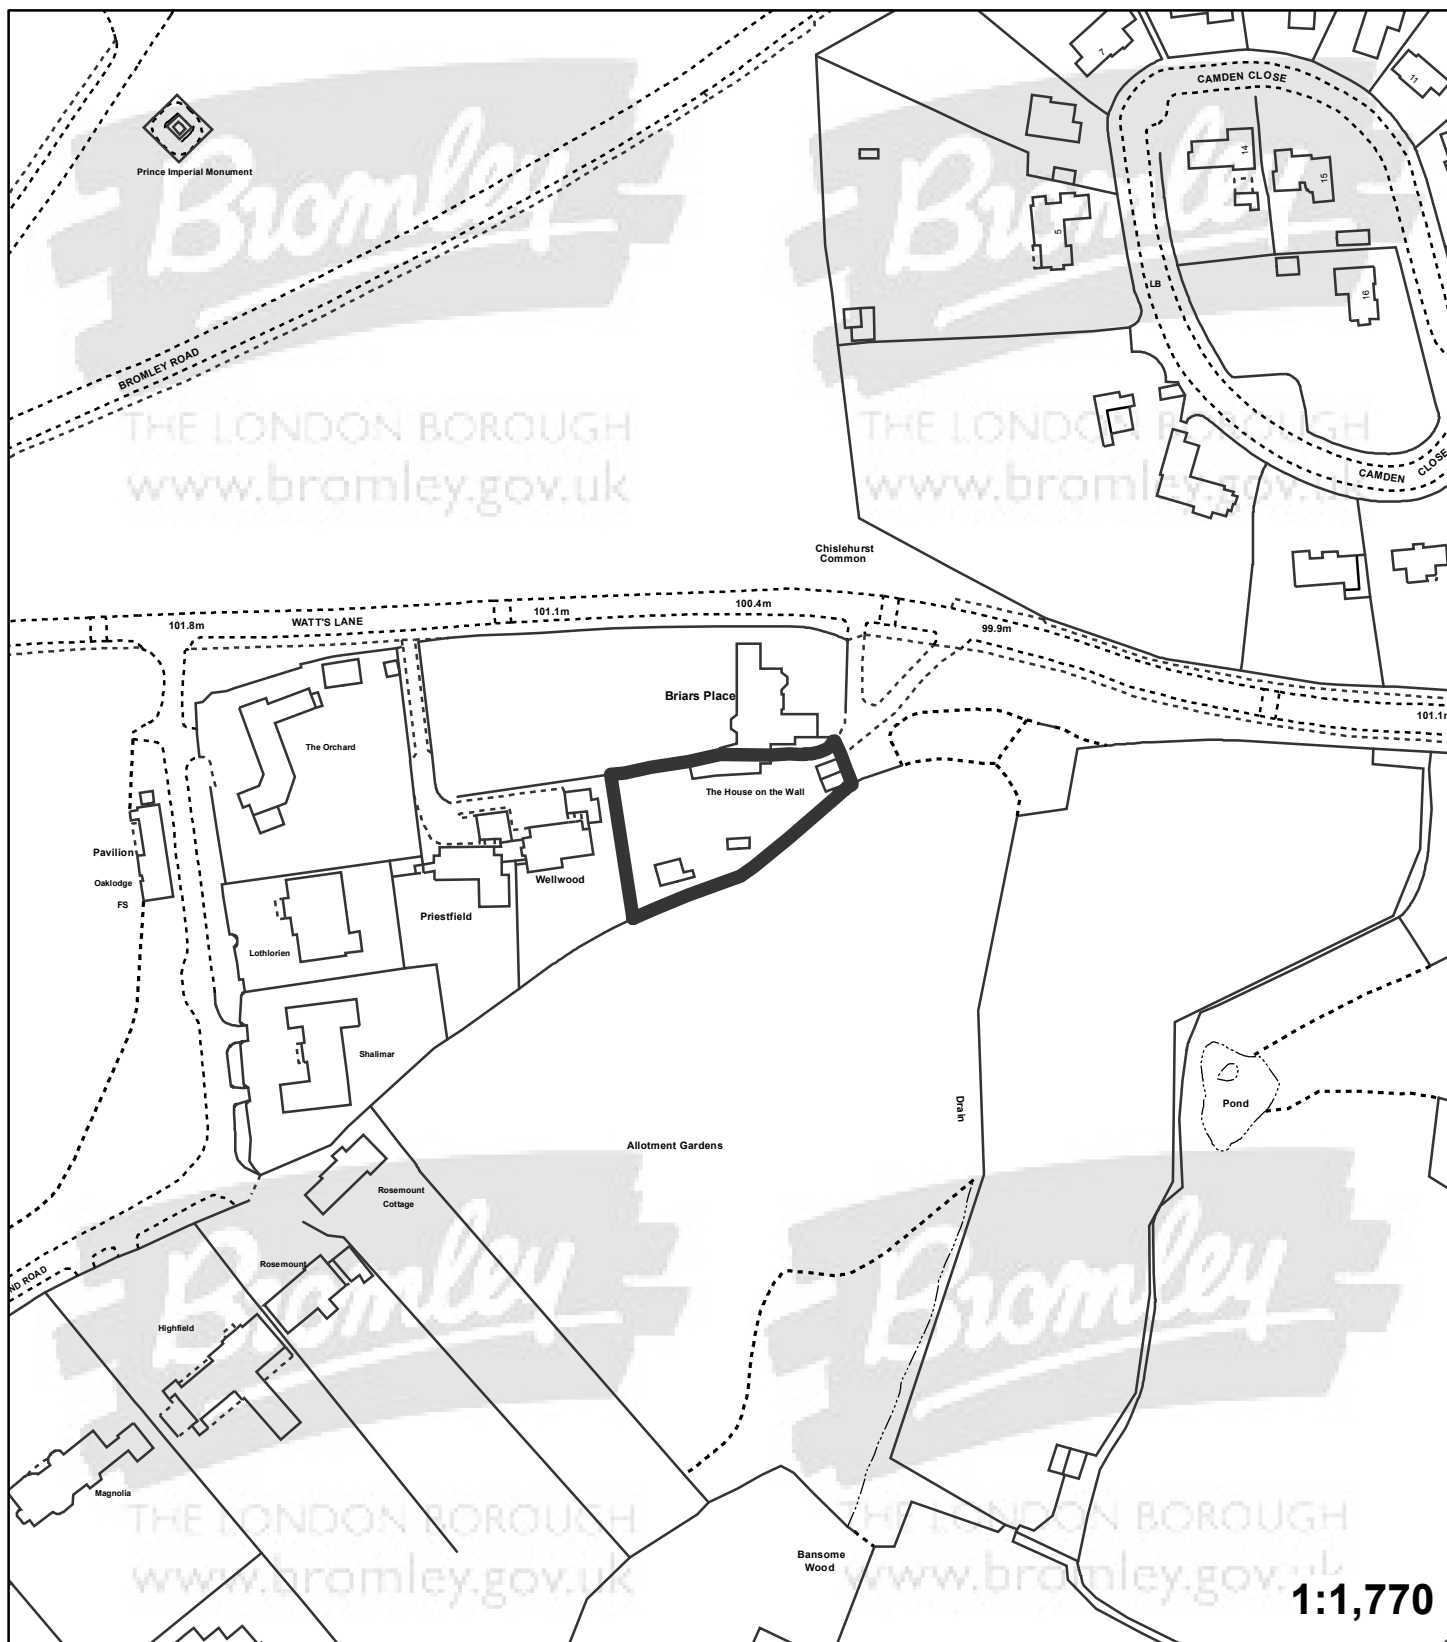 7
CAMDEN CLOSE
11
14
15
Prince Imperial Monument
Bromley
Bromley
5
LB
16
BROMLEY ROAD
THE LONDON BOROUGH
www.bromley.gov.uk
THE LONDON BOROUGH
www.bromley.gov.uk
CAMDEN CLOSE
Chislehurst
Common
101.8m
WATT'S LANE
101.1m
100.4m
99.9m
Briars Place
101.1m
The Orchard
The House on the Wall
Pavilion
Oaklodge
FS
Wellwood
Priestfield
Lothlorien
Shalimar
Drain
Pond
Allotment Gardens
Rosemount
Cottage
Bromley
Bromley
Rosemount
ND ROAD
Highfield
Magnolia
THE LONDON BOROUGH
www.bromley.gov.uk
THE LONDON BOROUGH
www.bromley.gov.uk
Bansome
Wood
1:1,770